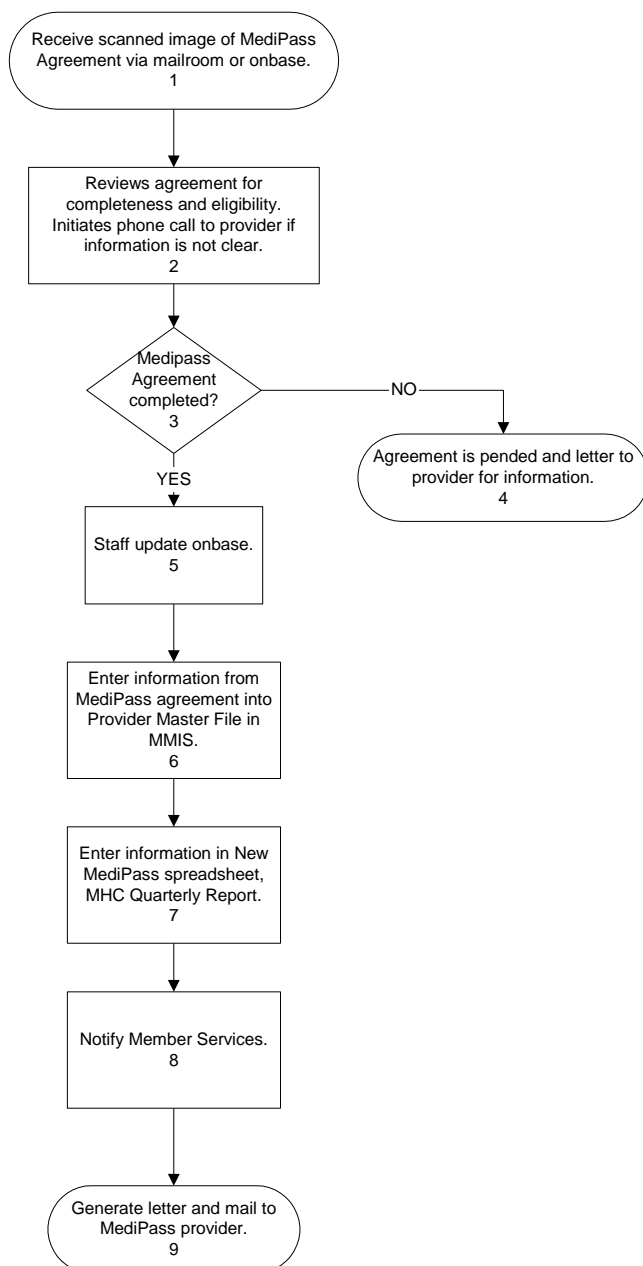 Receive scanned image of MediPass
Agreement via mailroom or onbase.
1
Reviews agreement for
completeness and eligibility.
Initiates phone call to provider if
information is not clear.
2
Medipass
Agreement
completed?
3
NO
Agreement is pended and letter to
provider for information.
4
YES
Staff update onbase.
5
Enter information from
MediPass agreement into
Provider Master File in
MMIS.
6
Enter information in New
MediPass spreadsheet,
MHC Quarterly Report.
7
Notify Member Services.
8
Generate letter and mail to
MediPass provider.
9